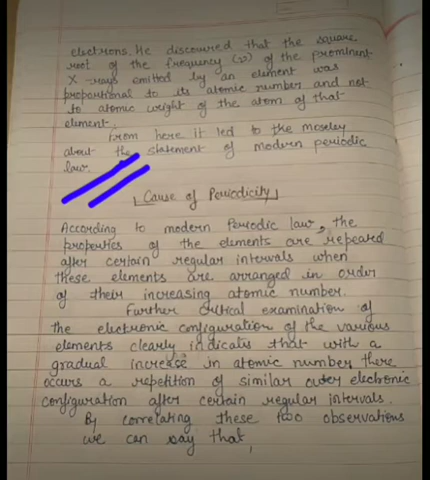 electrons. He discovered that the square
root of the frequency (ν) of the prominent
X-rays emitted by an element was
proportional to its atomic number and not
to atomic weight of the atom of that
element.
From here it led to the moseley
about the statement of modern periodic
law.
Cause of Periodicity
According to modern Periodic law, the
properties of the elements are repeated
after certain regular intervals when
these elements are arranged in order
of their increasing atomic number.
Further critical examination of
the electronic configuration of the various
elements clearly indicates that with a
gradual increase in atomic number there
occurs a repetition of similar outer electronic
configuration after certain regular intervals.
By correlating these two observations
we can say that,